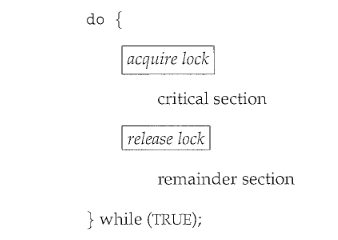 do {
acquire lock
critical section
release lock
remainder section
} while (TRUE);